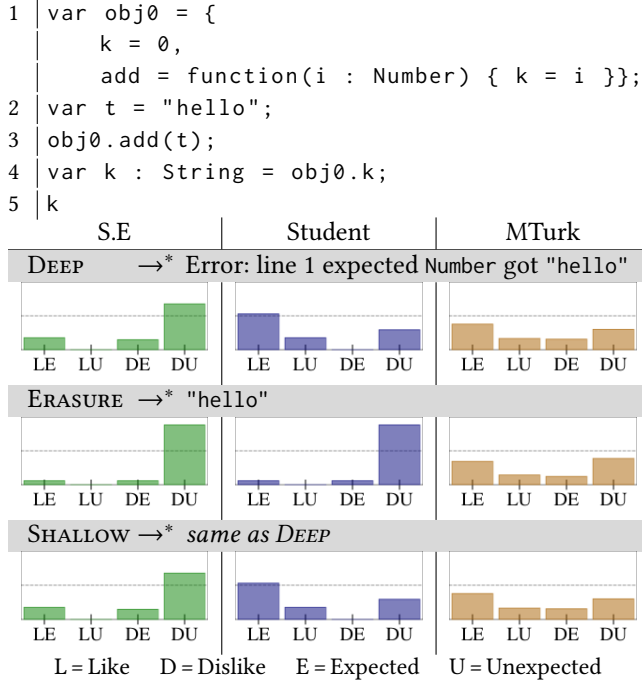 1 var obj0 = {
k = 0,
add = function(i : Number) { k = i }};
2 var t = "hello";
3 obj0.add(t);
4 var k : String = obj0.k;
5 k
S.E Student MTurk
DEEP →* Error: line 1 expected Number got "hello"
LE LU DE DU LE LU DE DU LE LU DE DU
ERASURE →* "hello"
LE LU DE DU LE LU DE DU LE LU DE DU
SHALLOW →* same as DEEP
LE LU DE DU LE LU DE DU LE LU DE DU
L = Like D = Dislike E = Expected U = Unexpected